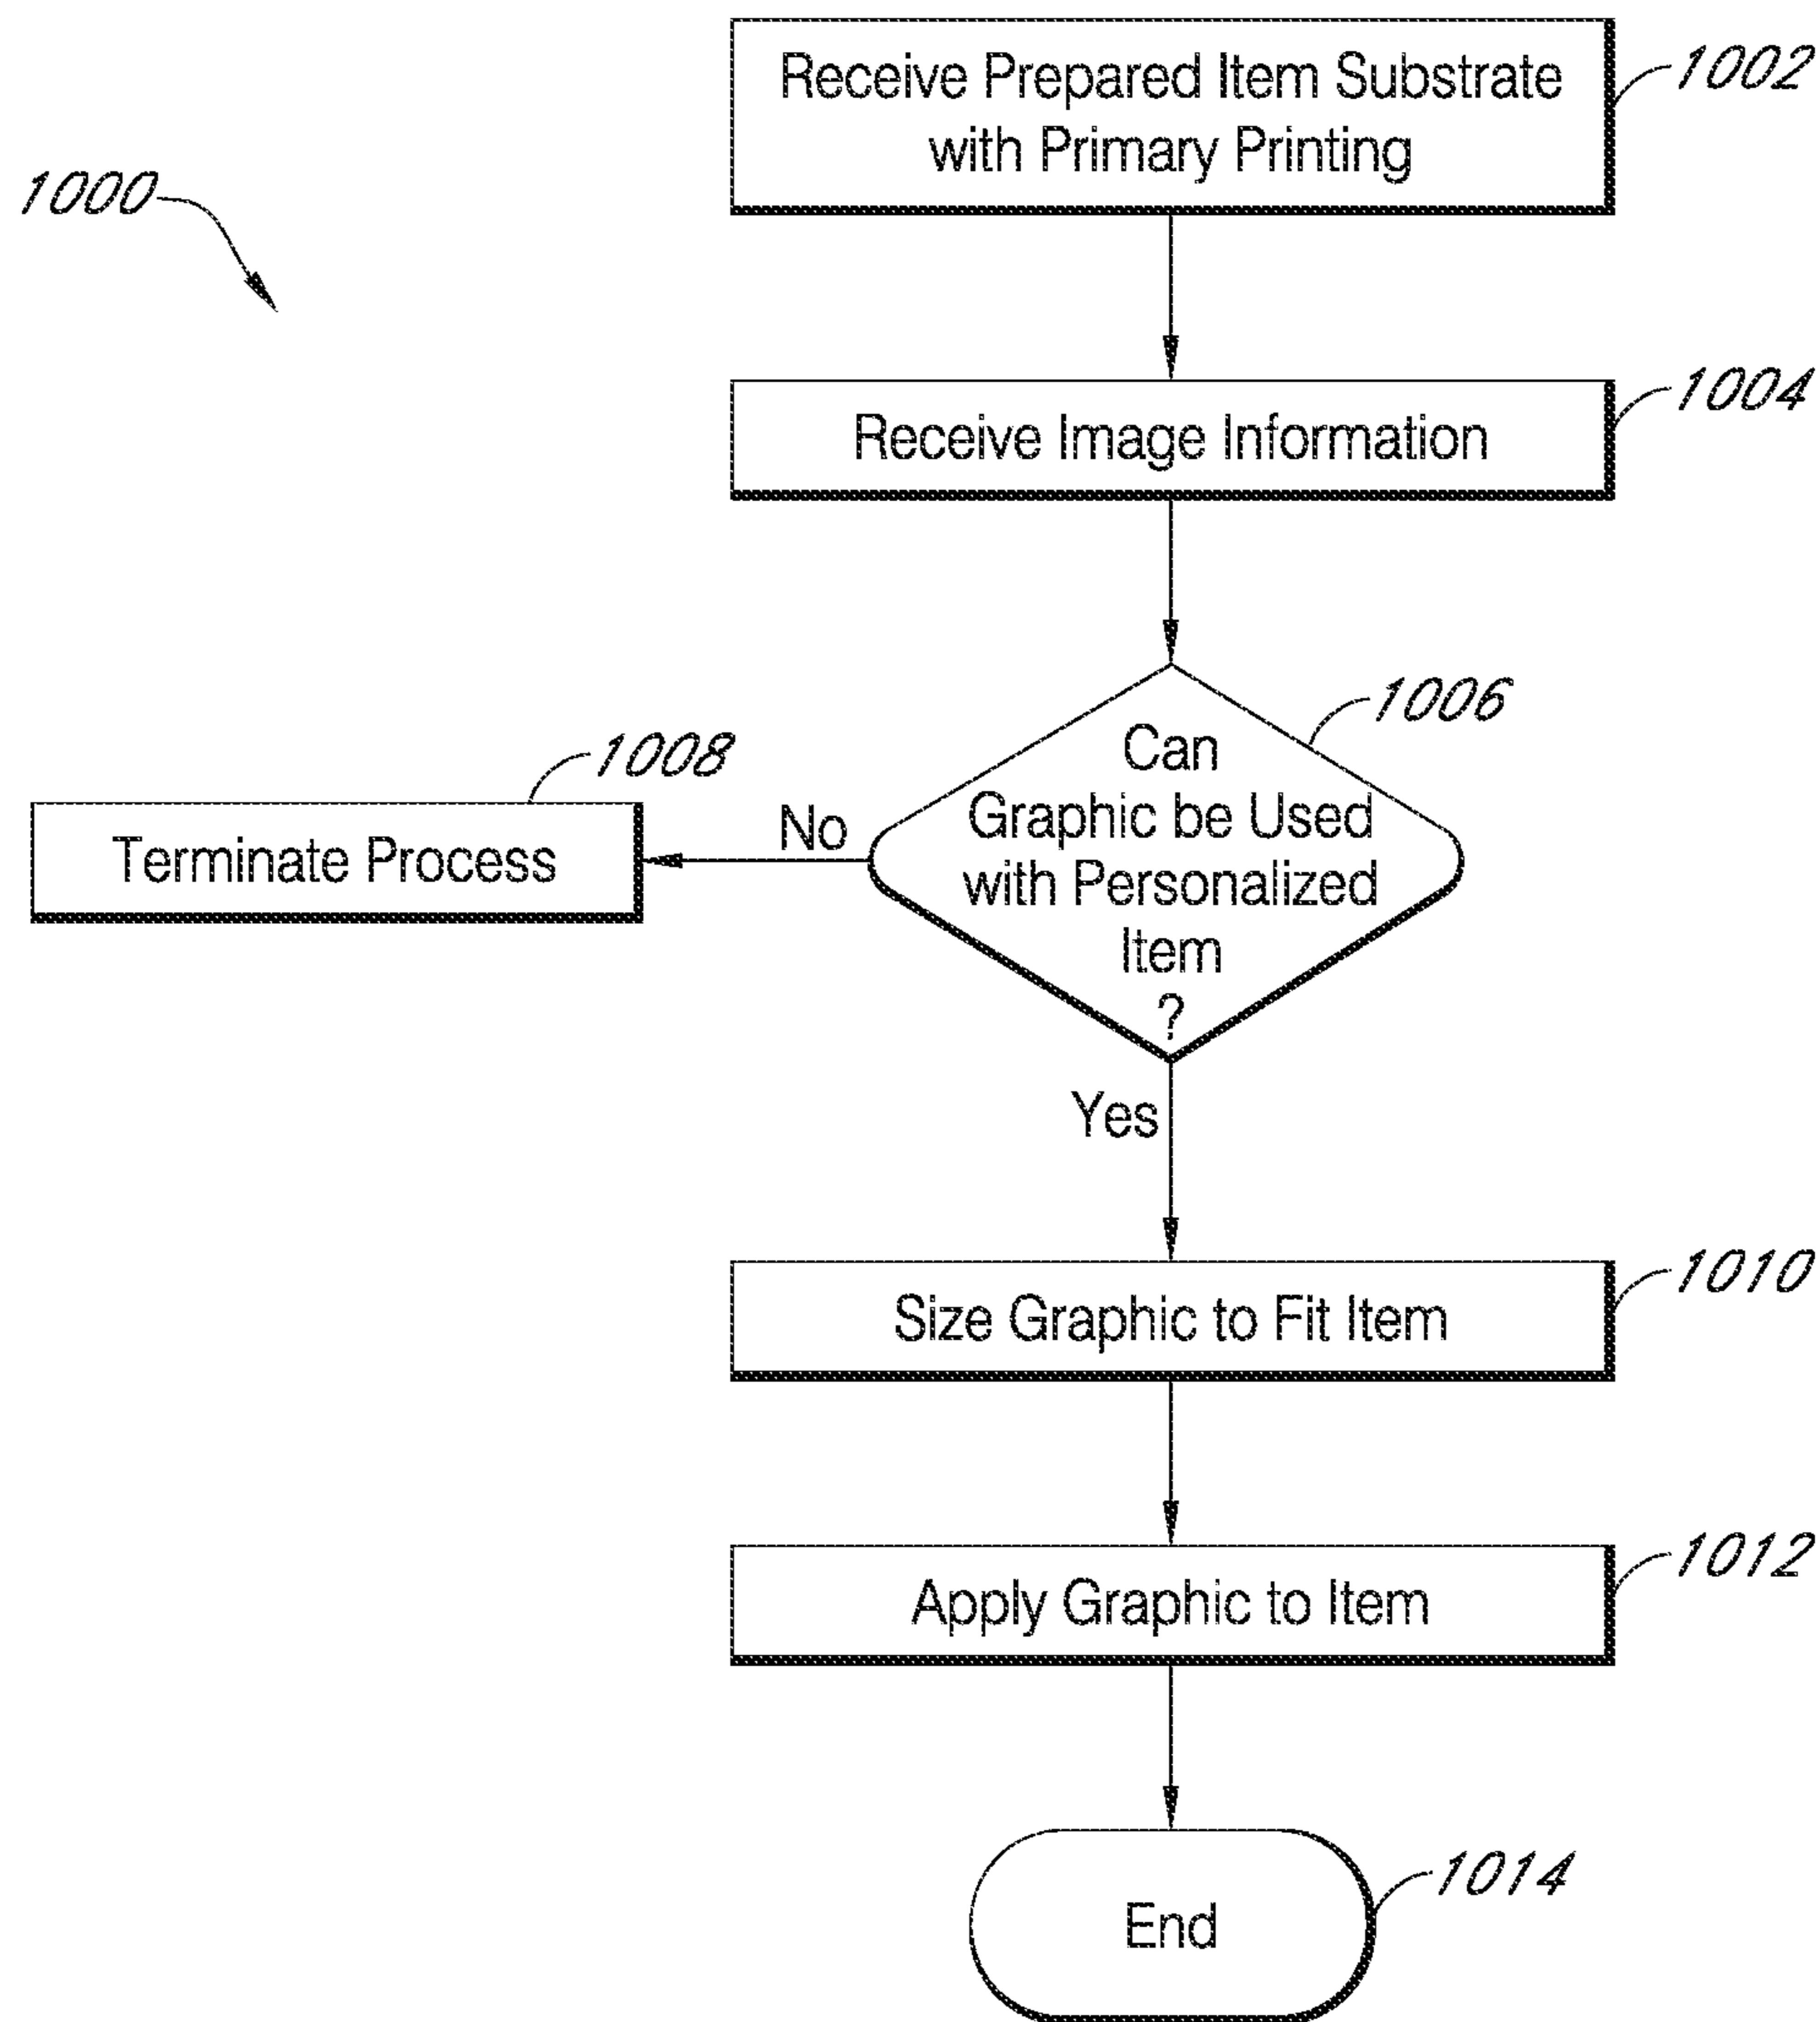 Receive Prepared Item Substrate
with Primary Printing
1002
1000
Receive Image Information
1004
Can
Graphic be Used
with Personalized
Item
?
1006
No
Terminate Process
1008
Yes
Size Graphic to Fit Item
1010
Apply Graphic to Item
1012
End
1014